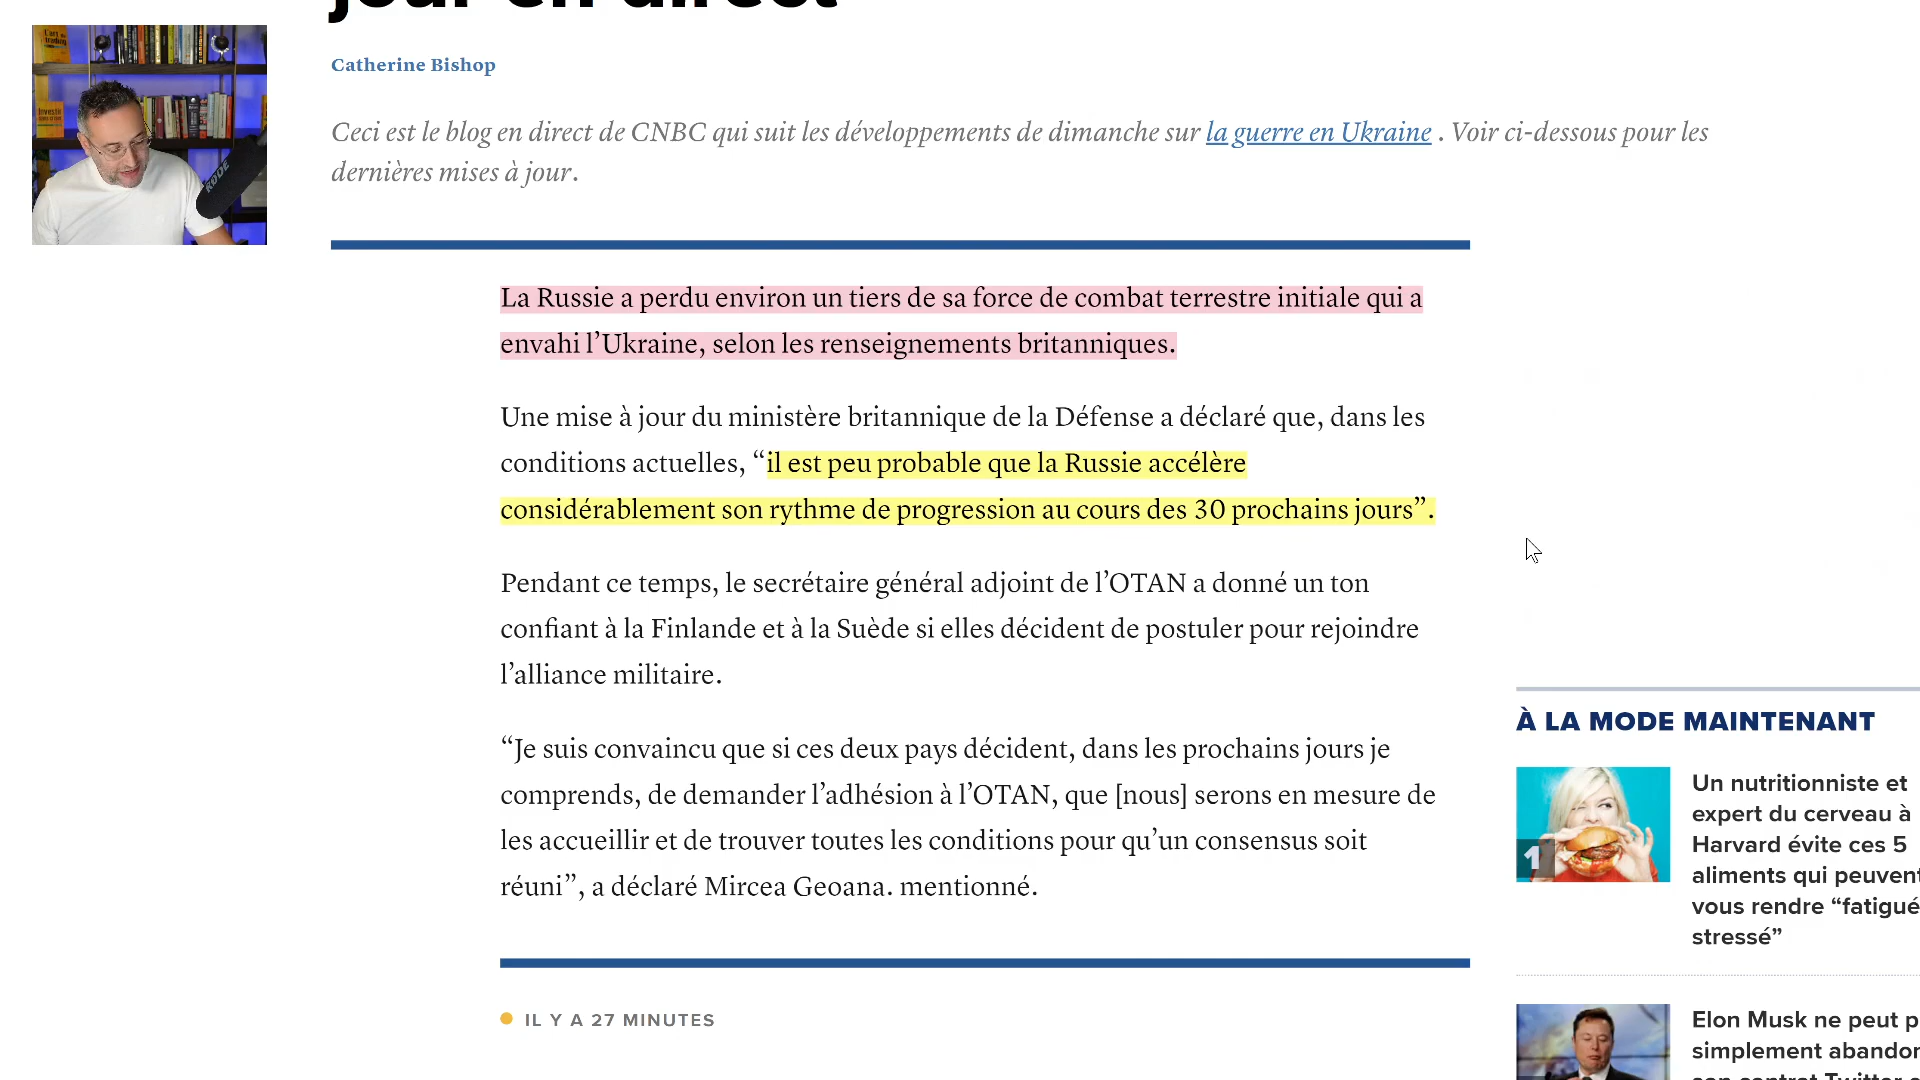 jour en direct
Catherine Bishop
Ceci est le blog en direct de CNBC qui suit les développements de dimanche sur la guerre en Ukraine . Voir ci-dessous pour les
dernières mises à jour.
La Russie a perdu environ un tiers de sa force de combat terrestre initiale qui a
envahi l’Ukraine, selon les renseignements britanniques.
Une mise à jour du ministère britannique de la Défense a déclaré que, dans les
conditions actuelles, “il est peu probable que la Russie accélère
considérablement son rythme de progression au cours des 30 prochains jours”.
Pendant ce temps, le secrétaire général adjoint de l’OTAN a donné un ton
confiant à la Finlande et à la Suède si elles décident de postuler pour rejoindre
l’alliance militaire.
“Je suis convaincu que si ces deux pays décident, dans les prochains jours je
comprends, de demander l’adhésion à l’OTAN, que [nous] serons en mesure de
les accueillir et de trouver toutes les conditions pour qu’un consensus soit
réuni”, a déclaré Mircea Geoana. mentionné.
IL Y A 27 MINUTES
À LA MODE MAINTENANT
1
Un nutritionniste et
expert du cerveau à
Harvard évite ces 5
aliments qui peuvent
vous rendre “fatigué
stressé”
Elon Musk ne peut p
simplement abandon
son contrat Twitter
RØDE